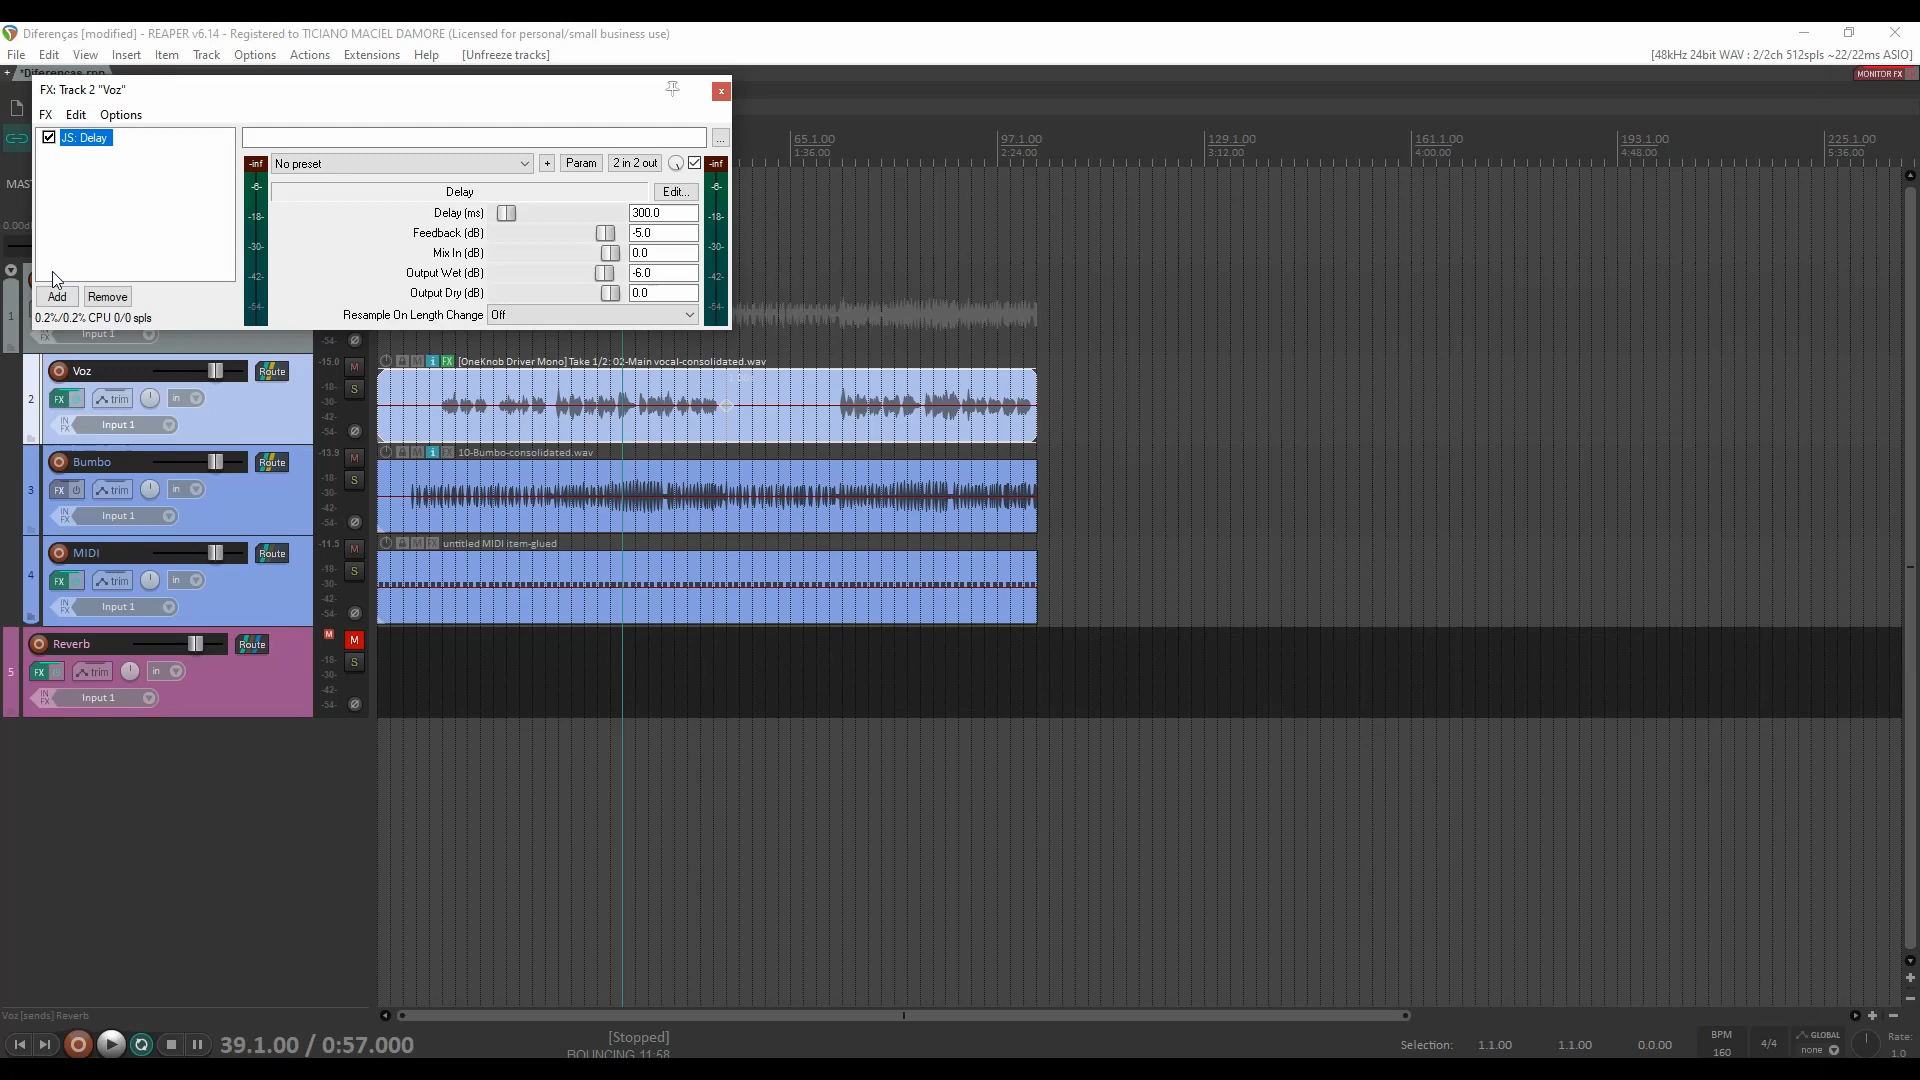 Diferenças [modified] - REAPER v6.14 - Registered to TICIANO MACIEL DAMORE (Licensed for personal/small business use)
File Edit View Insert Item Track Options Actions Extensions Help [Unfreeze tracks] [48kHz 24bit WAV : 2/2ch 512spls ~22/22ms ASIO]
*Diferenças.rpp MONITOR FX
FX: Track 2 "Voz" x
FX Edit Options
JS: Delay
...
65.1.00 97.1.00 129.1.00 161.1.00 193.1.00 225.1.00
1:36.00 2:24.00 3:12.00 4:00.00 4:48.00 5:36.00
-inf No preset + Param 2 in 2 out -inf
MAS
Delay Edit...
Delay (ms) 300.0
Feedback (dB) -5.0
Mix In (dB) 0.0
Output Wet (dB) -6.0
Output Dry (dB) 0.0
Resample On Length Change Off
-6- -18- -30- -42- -54-
-6- -18- -30- -42- -54-
0.00d
Add Remove
0.2%/0.2% CPU 0/0 spls
1
IN FX Input 1
-54-
2 Voz Route -15.0 M
FX trim in S
IN FX Input 1
-18- -30- -42- -54-
M i FX [OneKnob Driver Mono] Take 1/2: 02-Main vocal-consolidated.wav
3 Bumbo Route -13.9 M
FX trim in S
IN FX Input 1
-18- -30- -42- -54-
M i FX 10-Bumbo-consolidated.wav
4 MIDI Route -11.5 M
FX trim in S
IN FX Input 1
-18- -30- -42- -54-
M FX untitled MIDI item-glued
5 Reverb Route M M
FX trim in S
IN FX Input 1
-18- -30- -42- -54-
Voz [sends] Reverb
39.1.00 / 0:57.000
[Stopped]
BOUNCING 11:58
Selection: 1.1.00 1.1.00 0.0.00
BPM
160
4/4
GLOBAL
none
Rate:
1.0